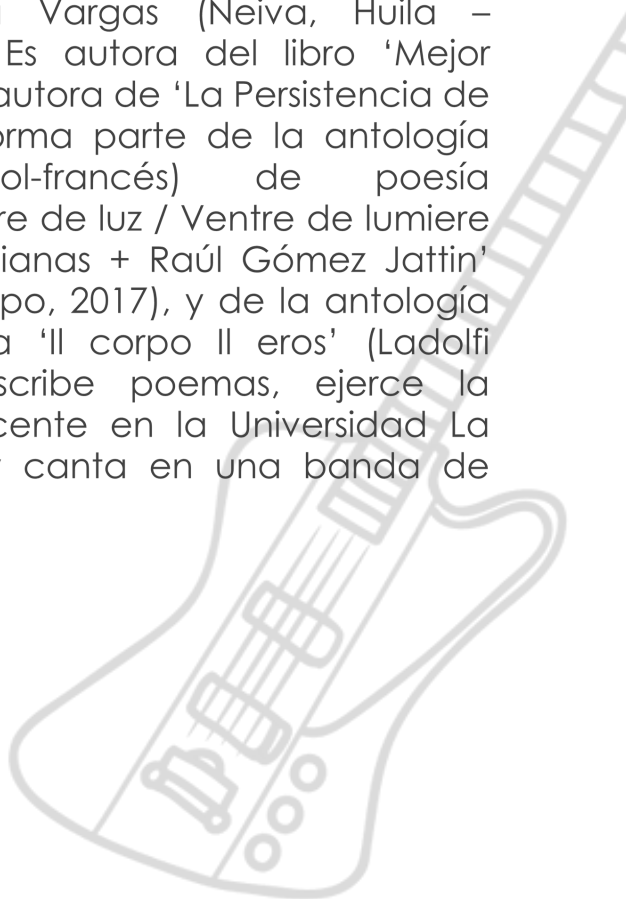 Vargas (Neiva, Huila –
Es autora del libro ‘Mejor
autora de ‘La Persistencia de
orma parte de la antología
ol-francés) de poesía
re de luz / Ventre de lumiere
ianas + Raúl Gómez Jattin’
po, 2017), y de la antología
a ‘Il corpo Il eros’ (Ladolfi
scribe poemas, ejerce la
cente en la Universidad La
canta en una banda de